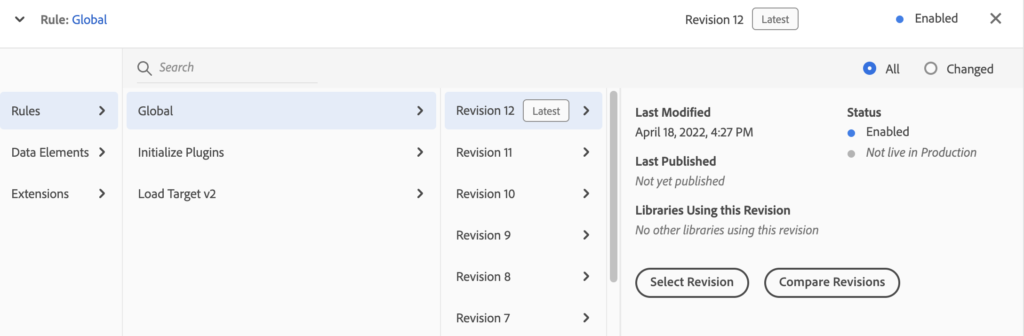 Rule: Global
Revision 12 Latest
Enabled
Search
All
Changed
Rules
Data Elements
Extensions
Global
Initialize Plugins
Load Target v2
Revision 12 Latest
Revision 11
Revision 10
Revision 9
Revision 8
Revision 7
Last Modified
April 18, 2022, 4:27 PM
Last Published
Not yet published
Libraries Using this Revision
No other libraries using this revision
Status
Enabled
Not live in Production
Select Revision
Compare Revisions